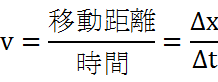 v = 移動距離/時間 = Δx/Δt